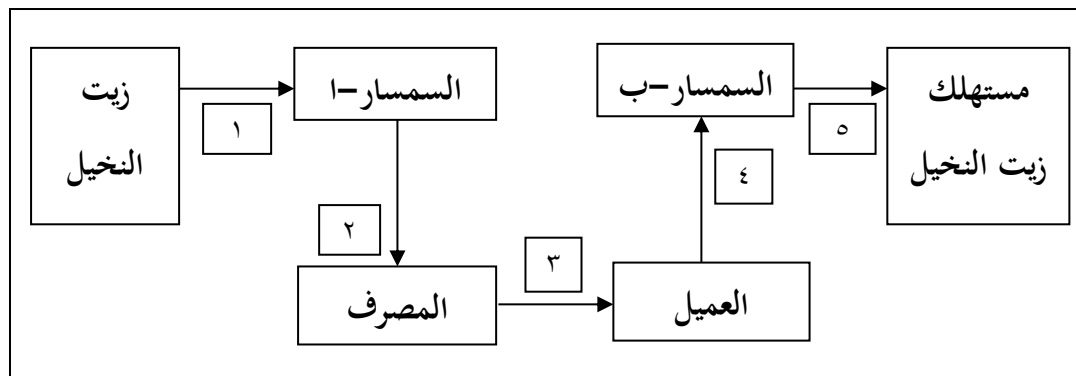 زيت
النخيل
١
السمسار-ا
٢
المصرف
٣
العميل
٤
السمسار-ب
٥
مستهلك
زيت النخيل